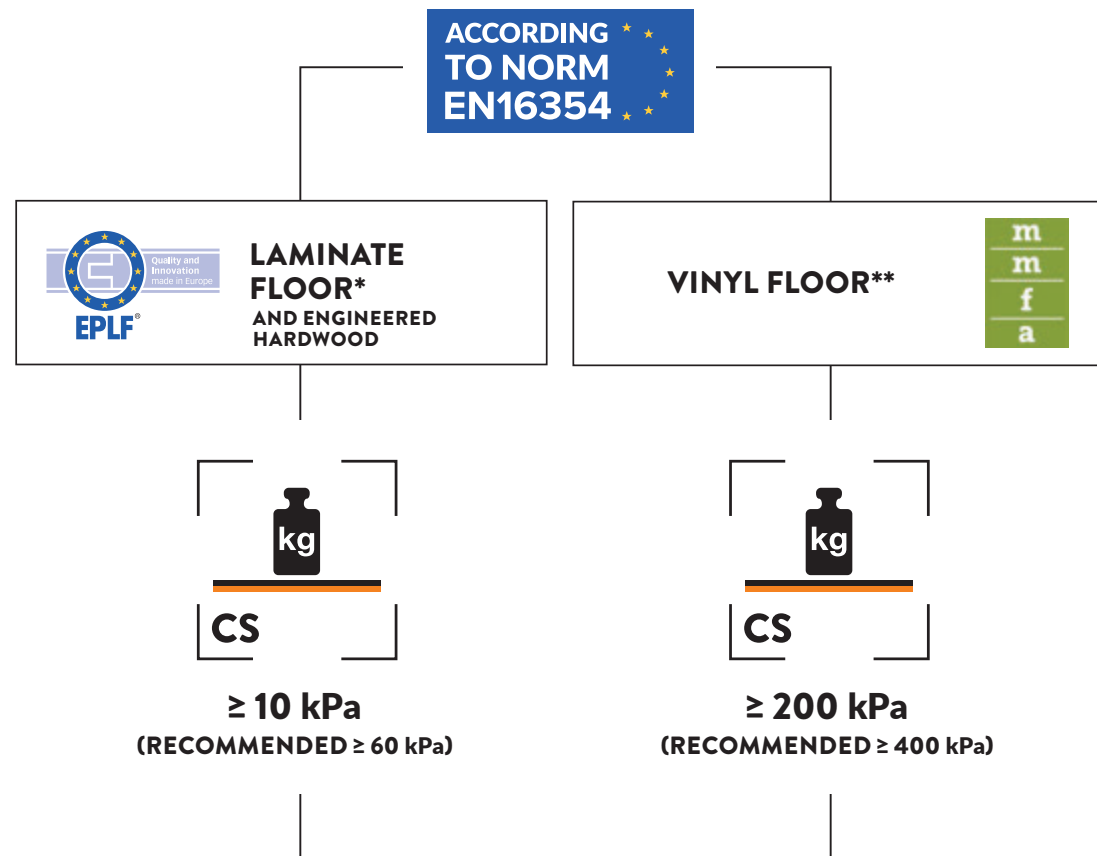 ACCORDING
TO NORM
EN16354
Quality and
Innovation
made in Europe
EPLF®
LAMINATE
FLOOR*
AND ENGINEERED
HARDWOOD
VINYL FLOOR**
m
m
f
a
kg
CS
≥ 10 kPa
(RECOMMENDED ≥ 60 kPa)
kg
CS
≥ 200 kPa
(RECOMMENDED ≥ 400 kPa)